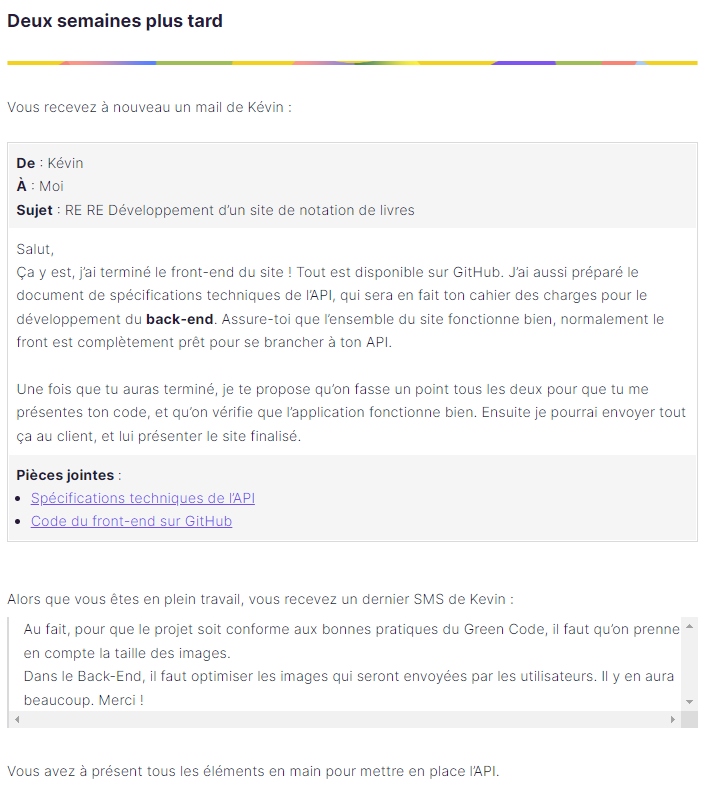 Deux semaines plus tard
Vous recevez à nouveau un mail de Kévin :
De : Kévin
À : Moi
Sujet : RE RE Développement d'un site de notation de livres
Salut,
Ça y est, j'ai terminé le front-end du site ! Tout est disponible sur GitHub. J'ai aussi préparé le
document de spécifications techniques de l'API, qui sera en fait ton cahier des charges pour le
développement du back-end. Assure-toi que l'ensemble du site fonctionne bien, normalement le
front est complètement prêt pour se brancher à ton API.
Une fois que tu auras terminé, je te propose qu'on fasse un point tous les deux pour que tu me
présentes ton code, et qu'on vérifie que l'application fonctionne bien. Ensuite je pourrai envoyer tout
ça au client, et lui présenter le site finalisé.
Pièces jointes :
• Spécifications techniques de l'API
• Code du front-end sur GitHub
Alors que vous êtes en plein travail, vous recevez un dernier SMS de Kevin :
Au fait, pour que le projet soit conforme aux bonnes pratiques du Green Code, il faut qu'on prenne
en compte la taille des images.
Dans le Back-End, il faut optimiser les images qui seront envoyées par les utilisateurs. Il y en aura
beaucoup. Merci !
Vous avez à présent tous les éléments en main pour mettre en place l'API.